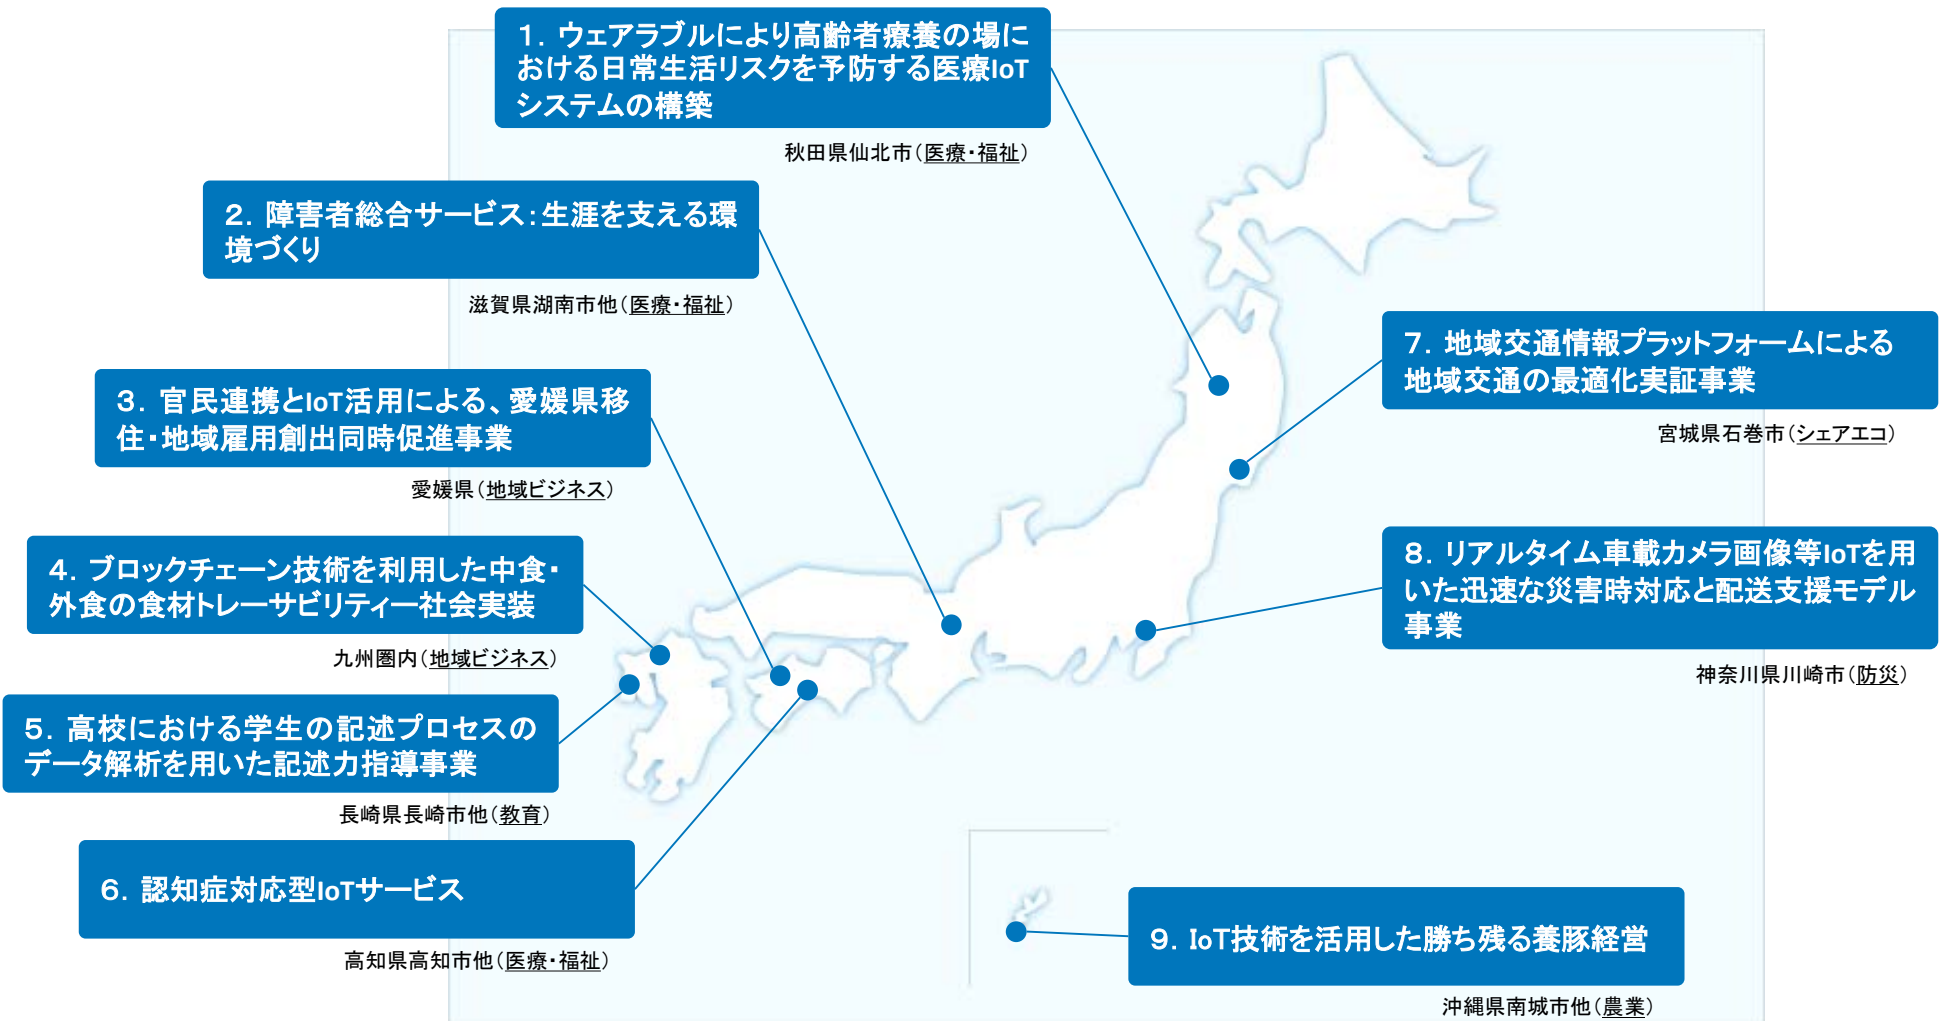 1．ウェアラブルにより高齢者療養の場に
おける日常生活リスクを予防する医療IoT
システムの構築
秋田県仙北市（医療・福祉）
2．障害者総合サービス：生涯を支える環
境づくり
滋賀県湖南市他（医療・福祉）
3．官民連携とIoT活用による、愛媛県移
住・地域雇用創出同時促進事業
愛媛県（地域ビジネス）
4．ブロックチェーン技術を利用した中食・
外食の食材トレーサビリティー社会実装
九州圏内（地域ビジネス）
5．高校における学生の記述プロセスの
データ解析を用いた記述力指導事業
長崎県長崎市他（教育）
6．認知症対応型IoTサービス
高知県高知市他（医療・福祉）
7．地域交通情報プラットフォームによる
地域交通の最適化実証事業
宮城県石巻市（シェアエコ）
8．リアルタイム車載カメラ画像等IoTを用
いた迅速な災害時対応と配送支援モデル
事業
神奈川県川崎市（防災）
9．IoT技術を活用した勝ち残る養豚経営
沖縄県南城市他（農業）